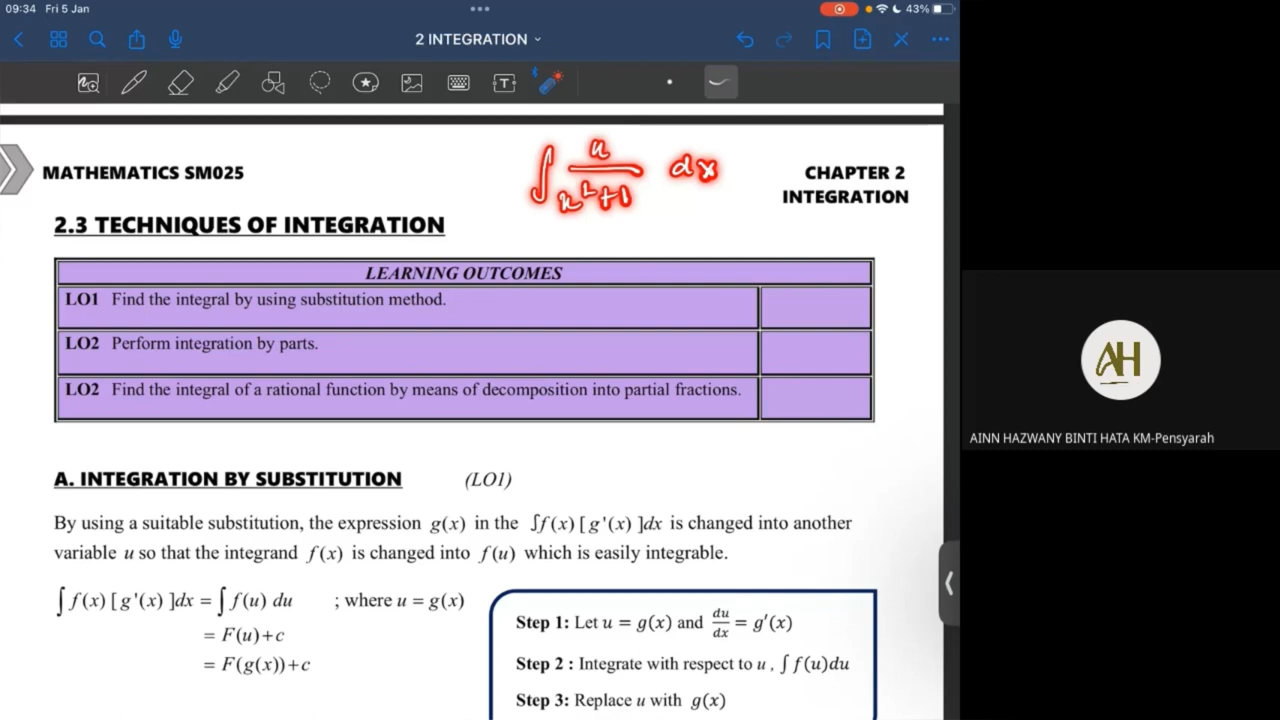 09:34 Fri 5 Jan
43%
2 INTEGRATION
T
∫ x/(x²+1) dx
MATHEMATICS SM025
CHAPTER 2
INTEGRATION
2.3 TECHNIQUES OF INTEGRATION
LEARNING OUTCOMES
LO1 Find the integral by using substitution method.
LO2 Perform integration by parts.
LO2 Find the integral of a rational function by means of decomposition into partial fractions.
A. INTEGRATION BY SUBSTITUTION (LO1)
By using a suitable substitution, the expression g(x) in the ∫f(x)[g'(x)]dx is changed into another
variable u so that the integrand f(x) is changed into f(u) which is easily integrable.
∫ f(x)[g'(x)]dx = ∫ f(u) du ; where u = g(x)
= F(u)+c
= F(g(x))+c
Step 1: Let u = g(x) and du/dx = g′(x)
Step 2 : Integrate with respect to u , ∫ f(u)du
Step 3: Replace u with g(x)
AH
AINN HAZWANY BINTI HATA KM-Pensyarah